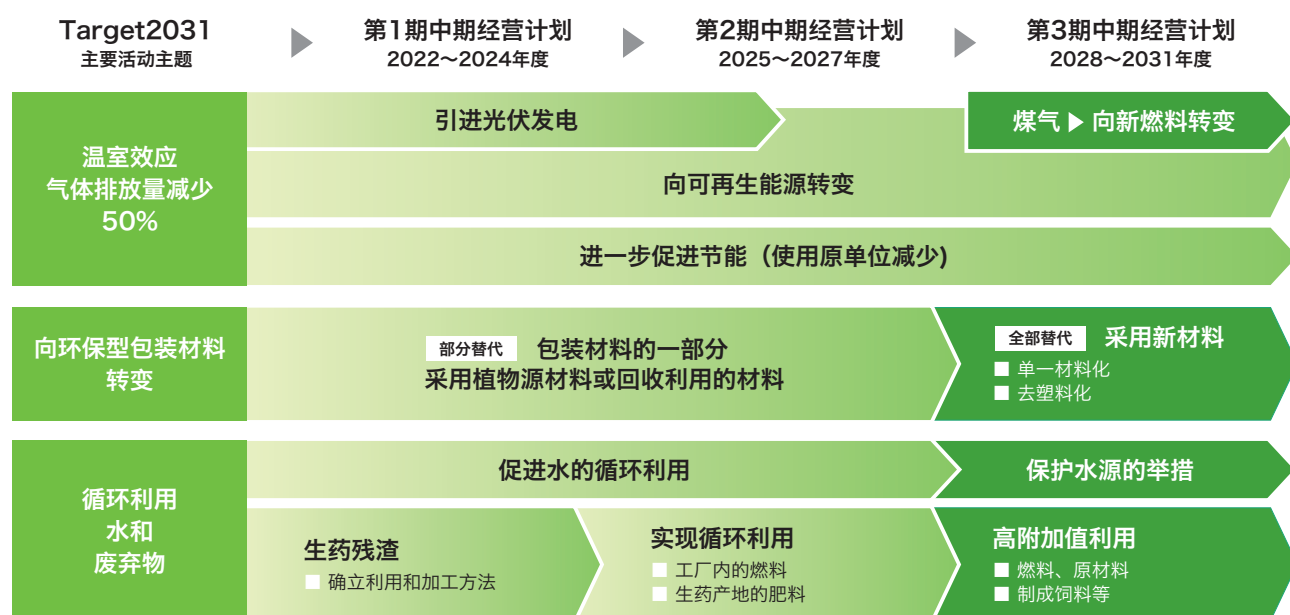 Target2031
主要活动主题
第1期中期经营计划
2022～2024年度
第2期中期经营计划
2025～2027年度
第3期中期经营计划
2028～2031年度
温室效应
气体排放量减少
50%
引进光伏发电
煤气▶向新燃料转变
向可再生能源转变
进一步促进节能（使用原单位减少)
向环保型包装材料
转变
部分替代 包装材料的一部分
采用植物源材料或回收利用的材料
全部替代 采用新材料
■ 单一材料化
■ 去塑料化
循环利用
水和
废弃物
促进水的循环利用
保护水源的举措
生药残渣
■ 确立利用和加工方法
实现循环利用
■ 工厂内的燃料
■ 生药产地的肥料
高附加值利用
■ 燃料、原材料
■ 制成饲料等